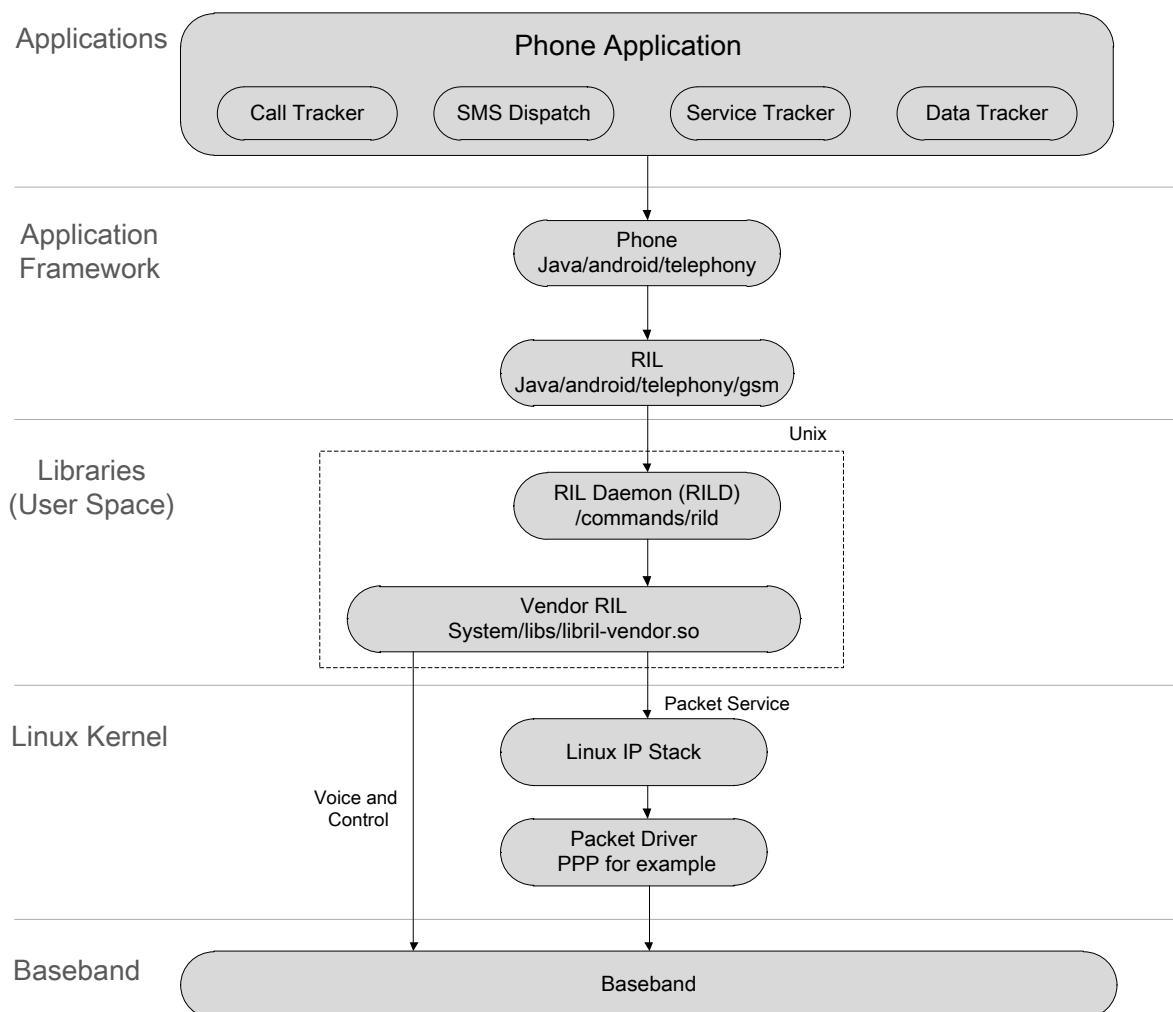 Applications
Phone Application
Call Tracker
SMS Dispatch
Service Tracker
Data Tracker
Application
Framework
Phone
Java/android/telephony
RIL
Java/android/telephony/gsm
Unix
Libraries
(User Space)
RIL Daemon (RILD)
/commands/rild
Vendor RIL
System/libs/libril-vendor.so
Packet Service
Linux Kernel
Linux IP Stack
Voice and
Control
Packet Driver
PPP for example
Baseband
Baseband